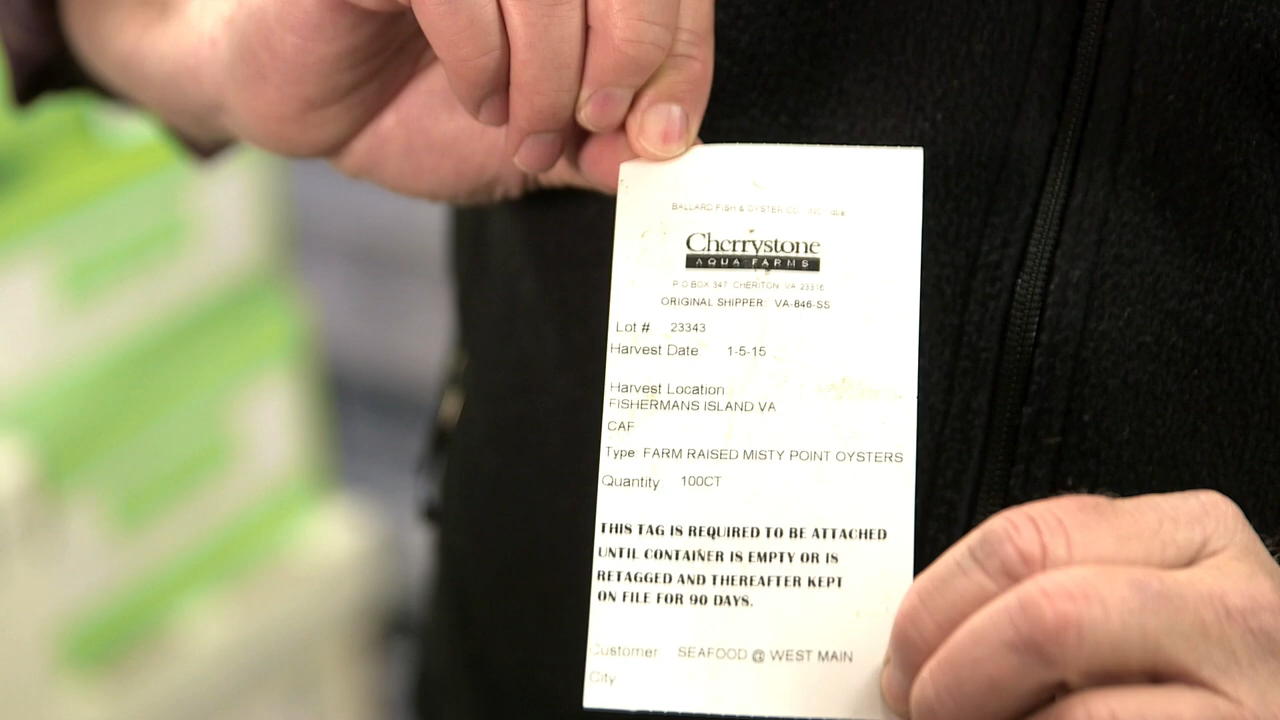 BALLARD FISH & OYSTER CO., INC. dba
Cherrystone
AQUA-FARMS
P O BOX 347 CHERITON, VA 23316
ORIGINAL SHIPPER: VA-846-SS
Lot # 23343
Harvest Date 1-5-15
Harvest Location
FISHERMANS ISLAND VA
CAF
Type FARM RAISED MISTY POINT OYSTERS
Quantity 100CT
THIS TAG IS REQUIRED TO BE ATTACHED
UNTIL CONTAINER IS EMPTY OR IS
RETAGGED AND THEREAFTER KEPT
ON FILE FOR 90 DAYS.
Customer SEAFOOD @ WEST MAIN
City